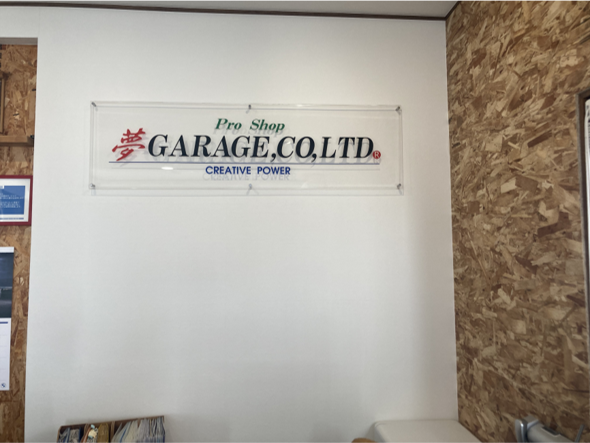 Pro Shop
夢GARAGE,CO,LTD®
CREATIVE POWER